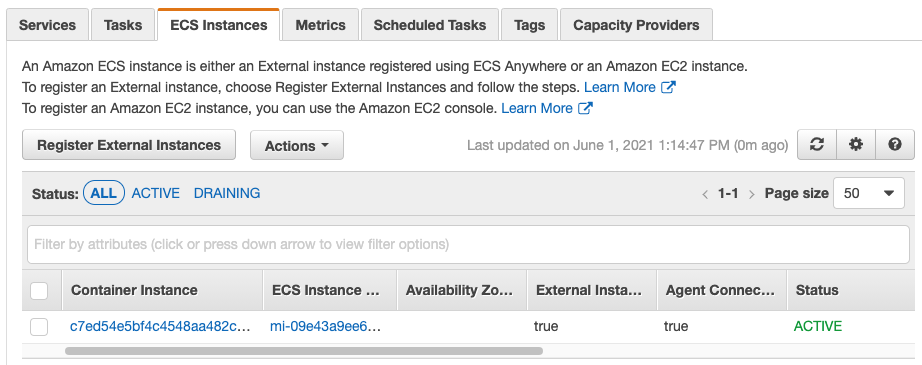 Services Tasks ECS Instances Metrics Scheduled Tasks Tags Capacity Providers
An Amazon ECS instance is either an External instance registered using ECS Anywhere or an Amazon EC2 instance.
To register an External instance, choose Register External Instances and follow the steps. Learn More
To register an Amazon EC2 instance, you can use the Amazon EC2 console. Learn More
Register External Instances Actions Last updated on June 1, 2021 1:14:47 PM (0m ago)
Status: ALL ACTIVE DRAINING < 1-1 > Page size 50
Filter by attributes (click or press down arrow to view filter options)
Container Instance ECS Instance ... Availability Zo... External Insta... Agent Connec... Status
c7ed54e5bf4c4548aa482c... mi-09e43a9ee6... true true ACTIVE